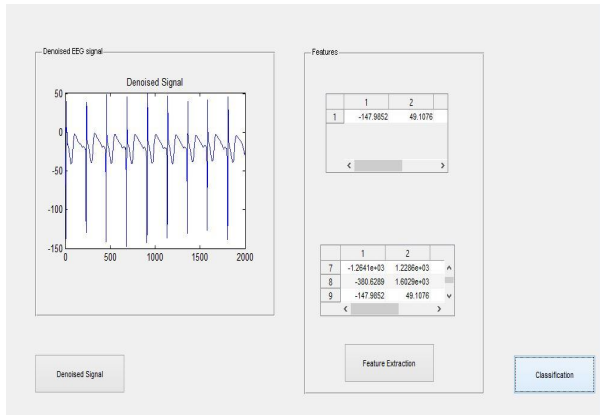 Denoised EEG signal
Denoised Signal
50
0
-50
-100
-150
0 500 1000 1500 2000
Denoised Signal
Features
1 2
1 -147.9852 49.1076
1 2
7 -1.2641e+03 1.2286e+03
8 -380.6289 1.6029e+03
9 -147.9852 49.1076
Feature Extraction
Classification